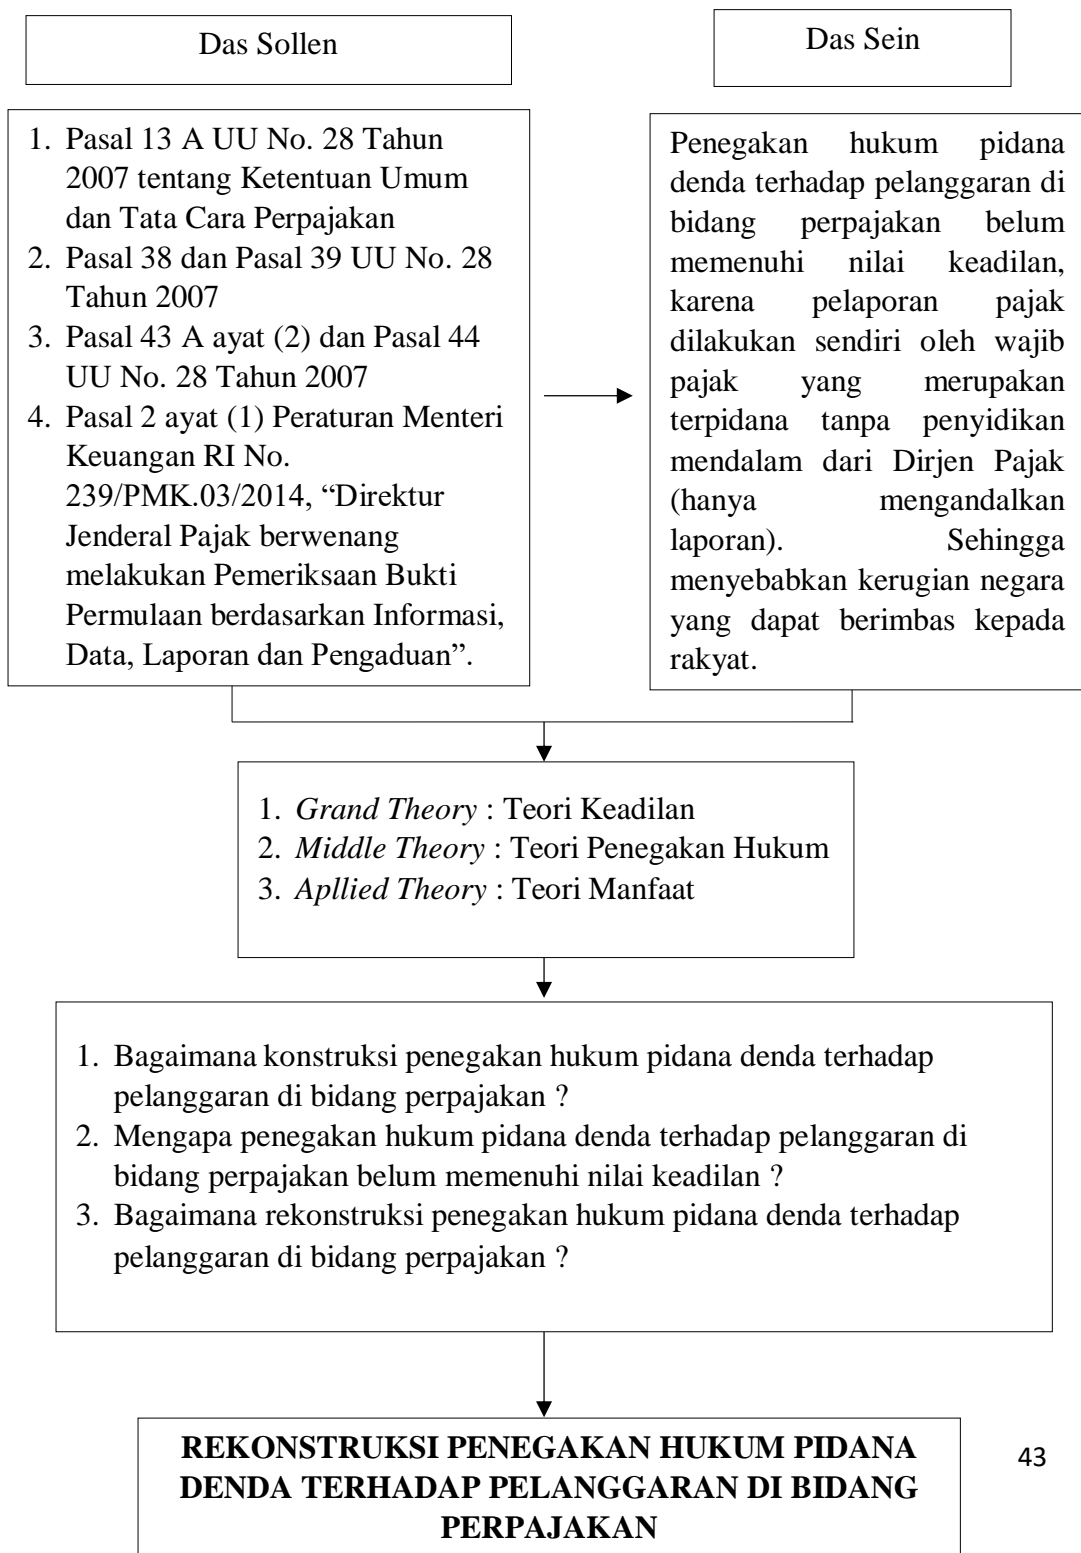 Das Sollen
Das Sein
1. Pasal 13 A UU No. 28 Tahun
2007 tentang Ketentuan Umum
dan Tata Cara Perpajakan
2. Pasal 38 dan Pasal 39 UU No. 28
Tahun 2007
3. Pasal 43 A ayat (2) dan Pasal 44
UU No. 28 Tahun 2007
4. Pasal 2 ayat (1) Peraturan Menteri
Keuangan RI No.
239/PMK.03/2014, “Direktur
Jenderal Pajak berwenang
melakukan Pemeriksaan Bukti
Permulaan berdasarkan Informasi,
Data, Laporan dan Pengaduan”.
Penegakan hukum pidana
denda terhadap pelanggaran di
bidang perpajakan belum
memenuhi nilai keadilan,
karena pelaporan pajak
dilakukan sendiri oleh wajib
pajak yang merupakan
terpidana tanpa penyidikan
mendalam dari Dirjen Pajak
(hanya mengandalkan
laporan). Sehingga
menyebabkan kerugian negara
yang dapat berimbas kepada
rakyat.
1. Grand Theory : Teori Keadilan
2. Middle Theory : Teori Penegakan Hukum
3. Apllied Theory : Teori Manfaat
1. Bagaimana konstruksi penegakan hukum pidana denda terhadap
pelanggaran di bidang perpajakan ?
2. Mengapa penegakan hukum pidana denda terhadap pelanggaran di
bidang perpajakan belum memenuhi nilai keadilan ?
3. Bagaimana rekonstruksi penegakan hukum pidana denda terhadap
pelanggaran di bidang perpajakan ?
REKONSTRUKSI PENEGAKAN HUKUM PIDANA
DENDA TERHADAP PELANGGARAN DI BIDANG
PERPAJAKAN
43